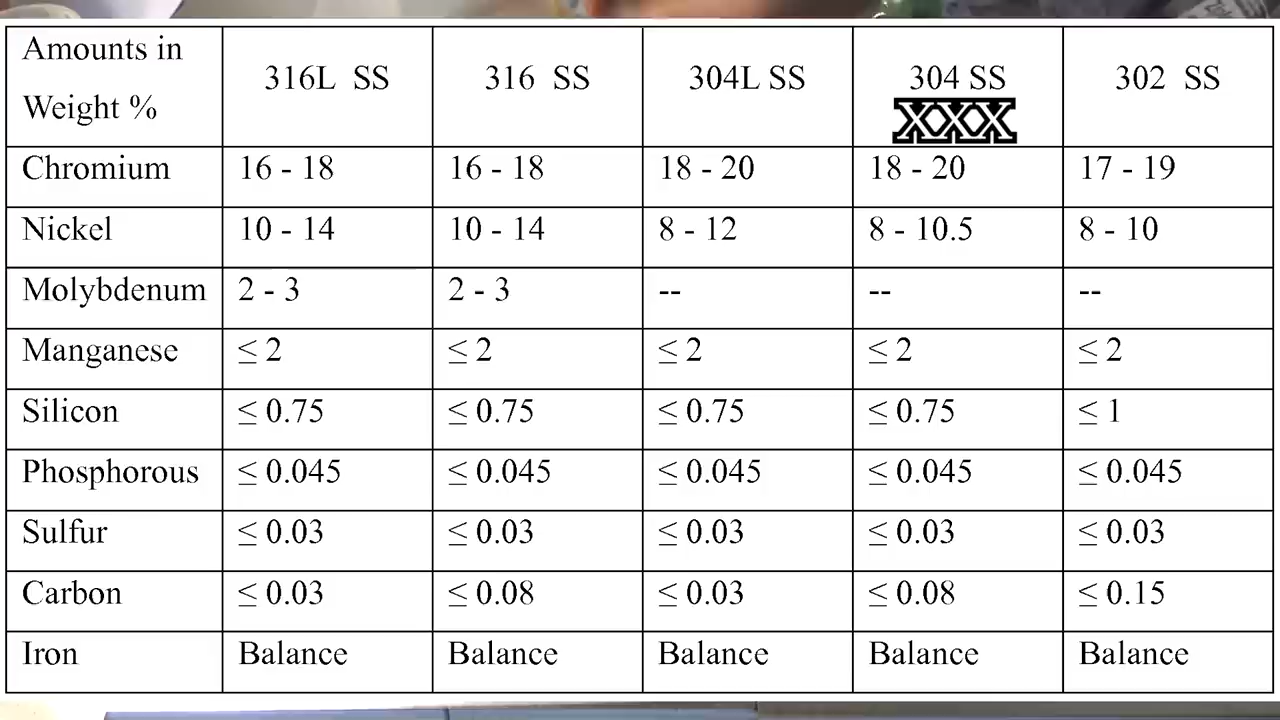 Amounts in Weight % 316L SS 316 SS 304L SS 304 SS 302 SS
XXX
Chromium 16 - 18 16 - 18 18 - 20 18 - 20 17 - 19
Nickel 10 - 14 10 - 14 8 - 12 8 - 10.5 8 - 10
Molybdenum 2 - 3 2 - 3 -- -- --
Manganese ≤ 2 ≤ 2 ≤ 2 ≤ 2 ≤ 2
Silicon ≤ 0.75 ≤ 0.75 ≤ 0.75 ≤ 0.75 ≤ 1
Phosphorous ≤ 0.045 ≤ 0.045 ≤ 0.045 ≤ 0.045 ≤ 0.045
Sulfur ≤ 0.03 ≤ 0.03 ≤ 0.03 ≤ 0.03 ≤ 0.03
Carbon ≤ 0.03 ≤ 0.08 ≤ 0.03 ≤ 0.08 ≤ 0.15
Iron Balance Balance Balance Balance Balance